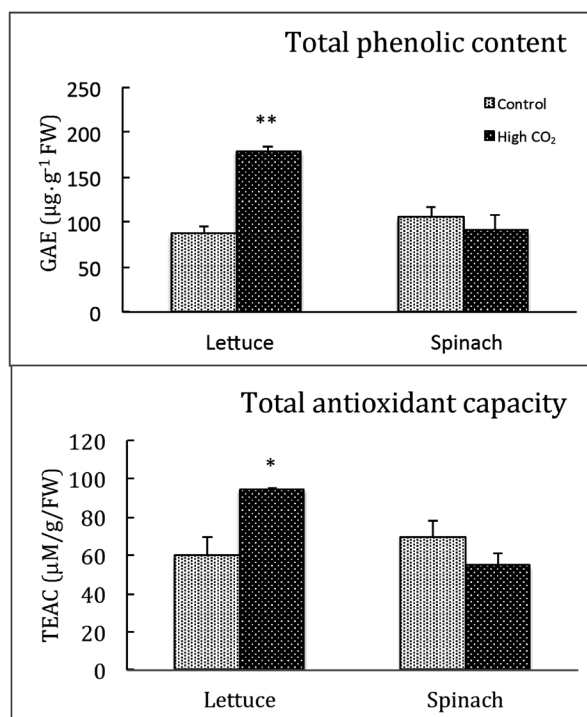 Total phenolic content
250
200
150
100
50
0
GAE (µg·g⁻¹ FW)
Control
High CO₂
**
Lettuce
Spinach
Total antioxidant capacity
120
100
80
60
40
20
0
TEAC (µM/g/FW)
*
Lettuce
Spinach